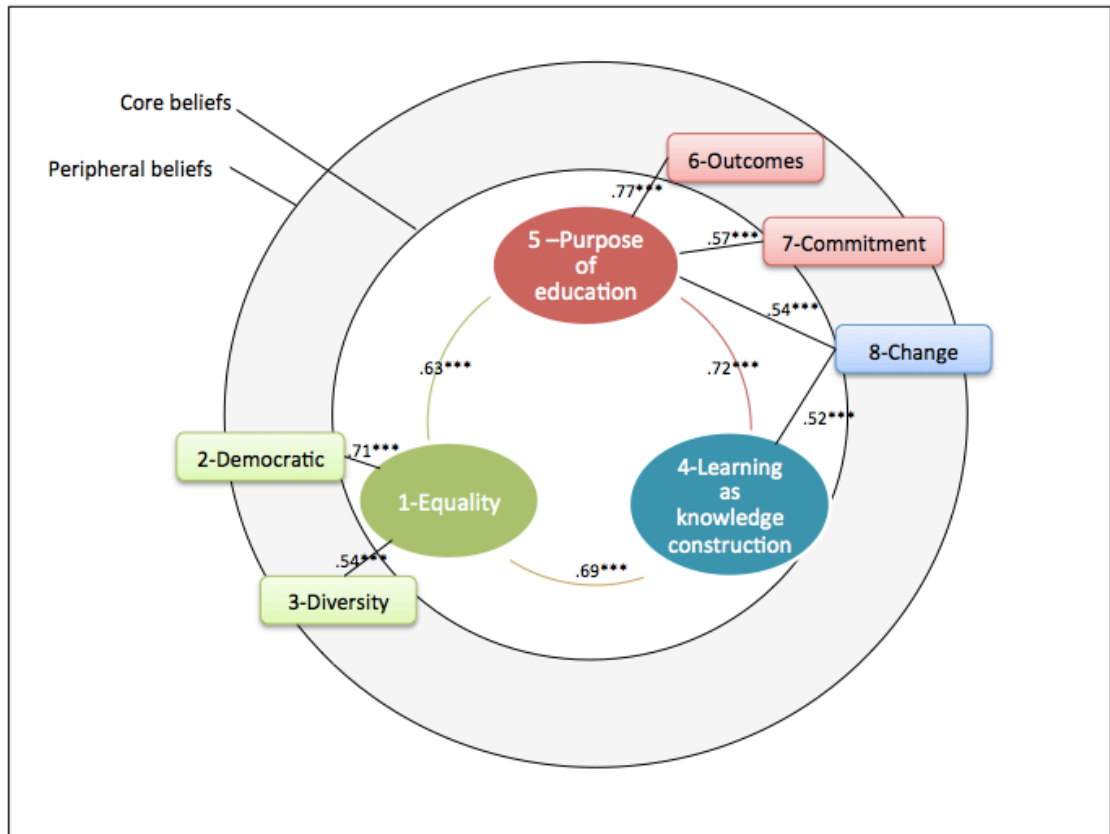 Core beliefs
Peripheral beliefs
6-Outcomes
.77***
5 –Purpose
of
education
.57***
7-Commitment
.54***
8-Change
.63***
.72***
.52***
2-Democratic
.71***
1-Equality
4-Learning
as
knowledge
construction
.54***
.69***
3-Diversity